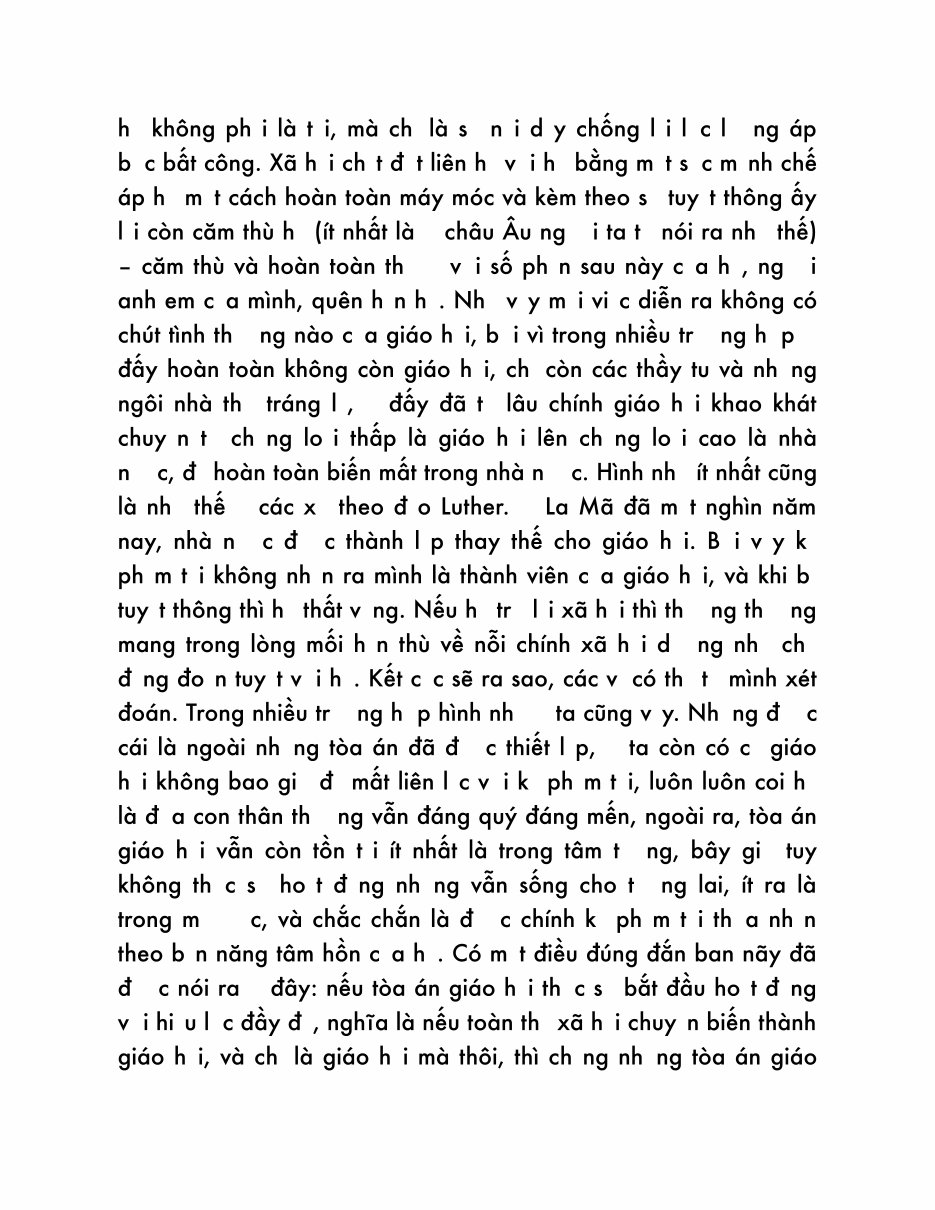 h không ph i là t i, mà ch là s n i d y chống l i l c l ng áp
b c bất công. Xã h i ch t đ t liên h v i h bằng m t s c m nh chế
áp h m t cách hoàn toàn máy móc và kèm theo s tuy t thông ấy
l i còn căm thù h (ít nhất là châu Âu ng i ta t nói ra nh thế)
– căm thù và hoàn toàn th v i số ph n sau này c a h , ng i
anh em c a mình, quên h n h . Nh v y m i vi c diễn ra không có
chút tình th ng nào c a giáo h i, b i vì trong nhiều tr ng h p
đấy hoàn toàn không còn giáo h i, ch còn các thầy tu và nh ng
ngôi nhà th tráng l , đấy đã t lâu chính giáo h i khao khát
chuy n t ch ng lo i thấp là giáo h i lên ch ng lo i cao là nhà
n c, đ hoàn toàn biến mất trong nhà n c. Hình nh ít nhất cũng
là nh thế các x theo đ o Luther. La Mã đã m t nghìn năm
nay, nhà n c đ c thành l p thay thế cho giáo h i. B i v y k
ph m t i không nh n ra mình là thành viên c a giáo h i, và khi b
tuy t thông thì h thất v ng. Nếu h tr l i xã h i thì th ng th ng
mang trong lòng mối h n thù về nỗi chính xã h i d ng nh ch
đ ng đo n tuy t v i h . Kết c c sẽ ra sao, các v có th t mình xét
đoán. Trong nhiều tr ng h p hình nh ta cũng v y. Nh ng đ c
cái là ngoài nh ng tòa án đã đ c thiết l p, ta còn có c giáo
h i không bao gi đ mất liên l c v i k ph m t i, luôn luôn coi h
là đ a con thân th ng vẫn đáng quý đáng mến, ngoài ra, tòa án
giáo h i vẫn còn tồn t i ít nhất là trong tâm t ng, bây gi tuy
không th c s ho t đ ng nh ng vẫn sống cho t ng lai, ít ra là
trong m c, và chắc chắn là đ c chính k ph m t i th a nh n
theo b n năng tâm hồn c a h . Có m t điều đúng đắn ban nãy đã
đ c nói ra đây: nếu tòa án giáo h i th c s bắt đầu ho t đ ng
v i hi u l c đầy đ , nghĩa là nếu toàn th xã h i chuy n biến thành
giáo h i, và ch là giáo h i mà thôi, thì ch ng nh ng tòa án giáo